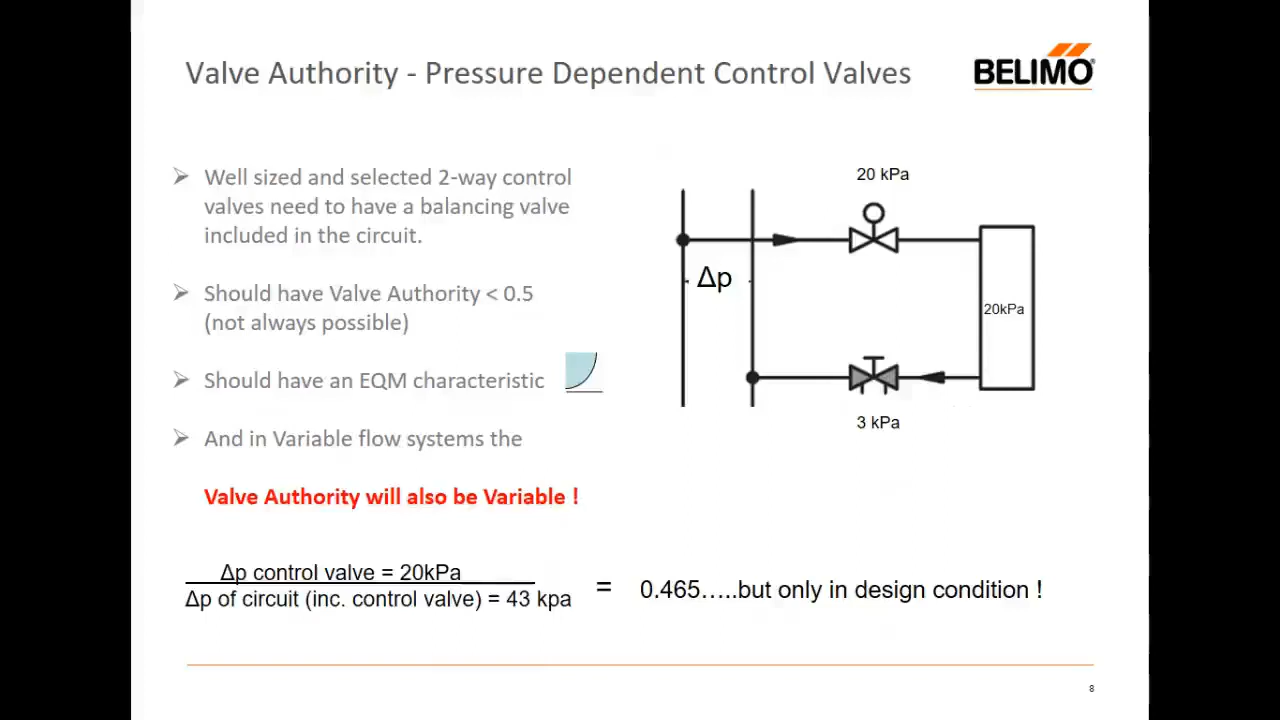 Valve Authority - Pressure Dependent Control Valves
BELIMO®
➢ Well sized and selected 2-way control
valves need to have a balancing valve
included in the circuit.
➢ Should have Valve Authority < 0.5
(not always possible)
➢ Should have an EQM characteristic
➢ And in Variable flow systems the
Valve Authority will also be Variable !
20 kPa
Δp
20kPa
3 kPa
Δp control valve = 20kPa
Δp of circuit (inc. control valve) = 43 kpa
= 0.465…..but only in design condition !
8